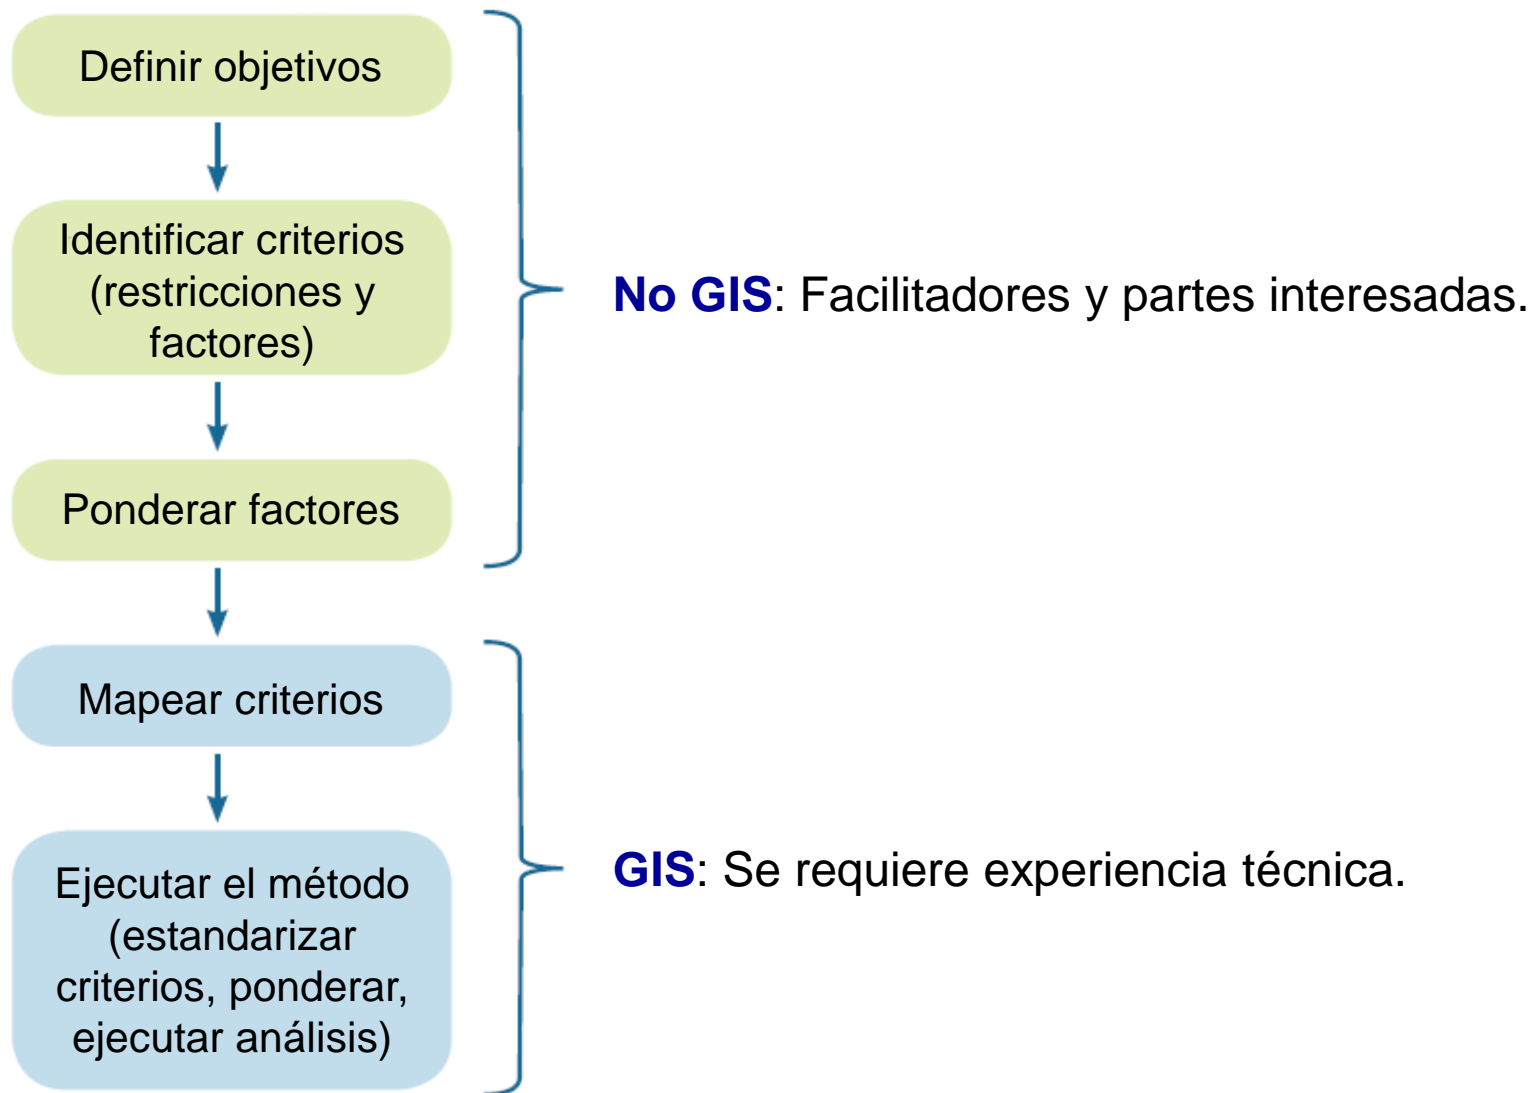 Definir objetivos
Identificar criterios
(restricciones y
factores)
No GIS: Facilitadores y partes interesadas.
Ponderar factores
Mapear criterios
Ejecutar el método
(estandarizar
criterios, ponderar,
ejecutar análisis)
GIS: Se requiere experiencia técnica.